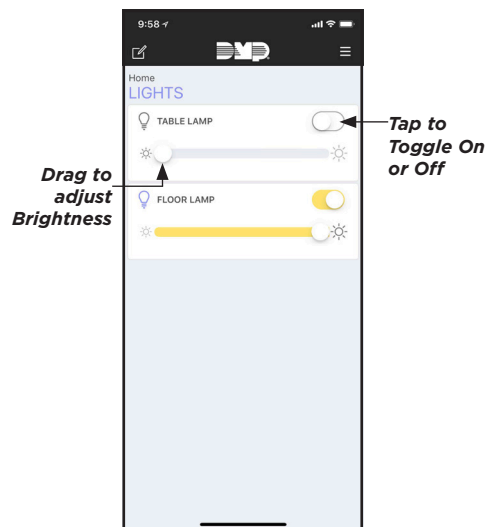 9:58
DMP
Home
LIGHTS
TABLE LAMP
Tap to
Toggle On
or Off
Drag to
adjust
Brightness
FLOOR LAMP